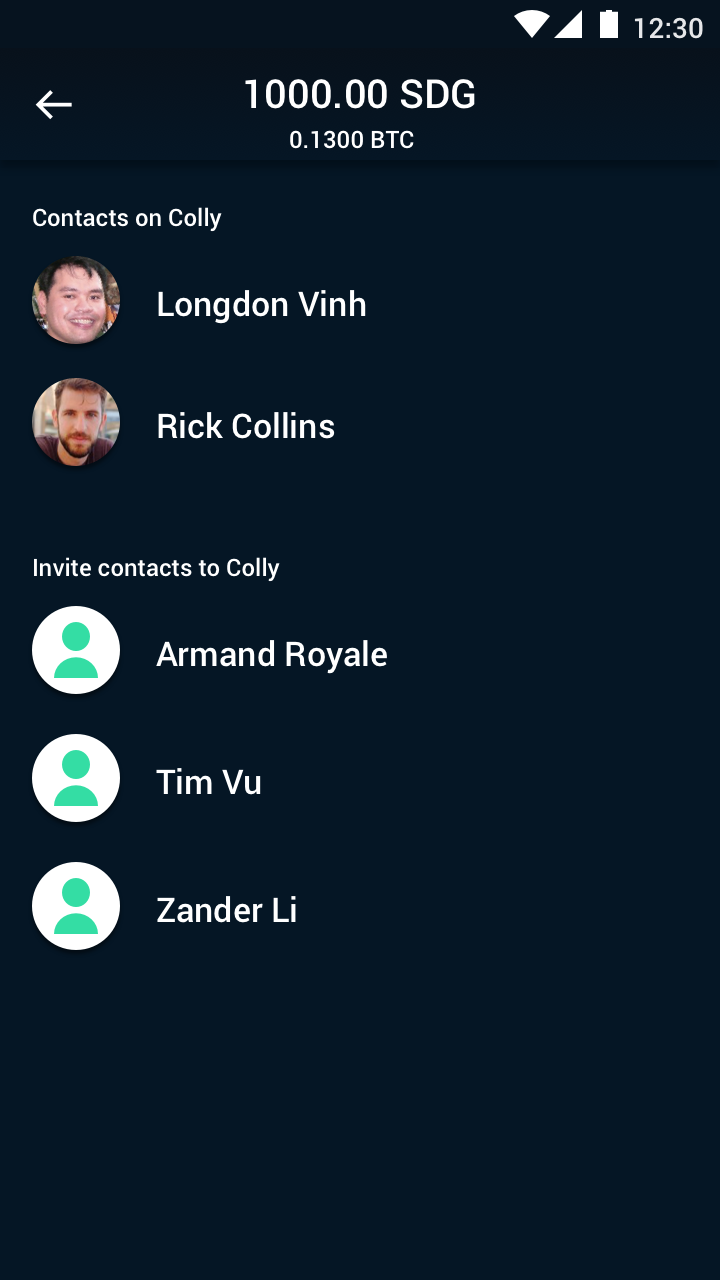 12:30
1000.00 SDG
0.1300 BTC
Contacts on Colly
Longdon Vinh
Rick Collins
Invite contacts to Colly
Armand Royale
Tim Vu
Zander Li